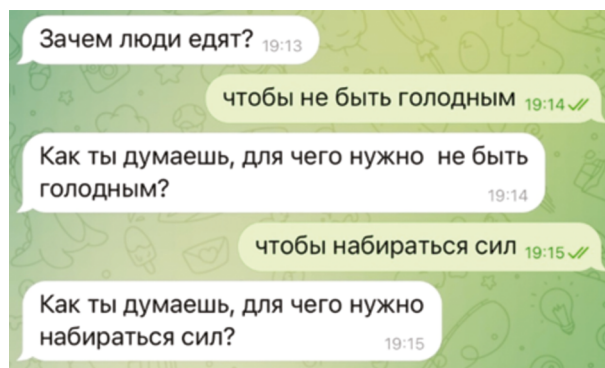 Зачем люди едят? 19:13
чтобы не быть голодным 19:14
Как ты думаешь, для чего нужно не быть
голодным? 19:14
чтобы набираться сил 19:15
Как ты думаешь, для чего нужно
набираться сил? 19:15